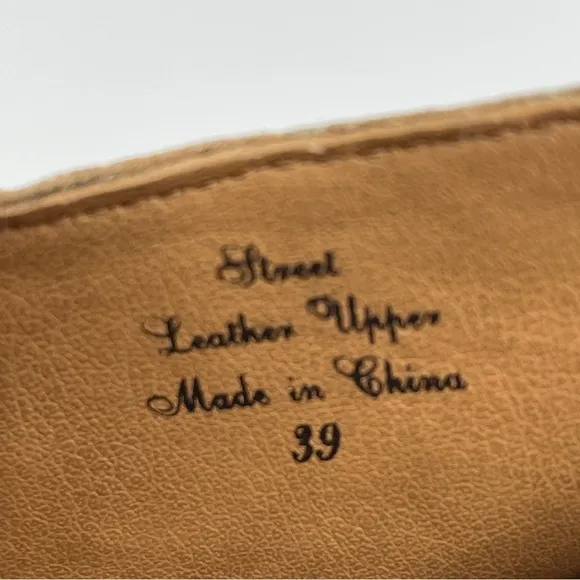 Street
Leather Upper
Made in China
39